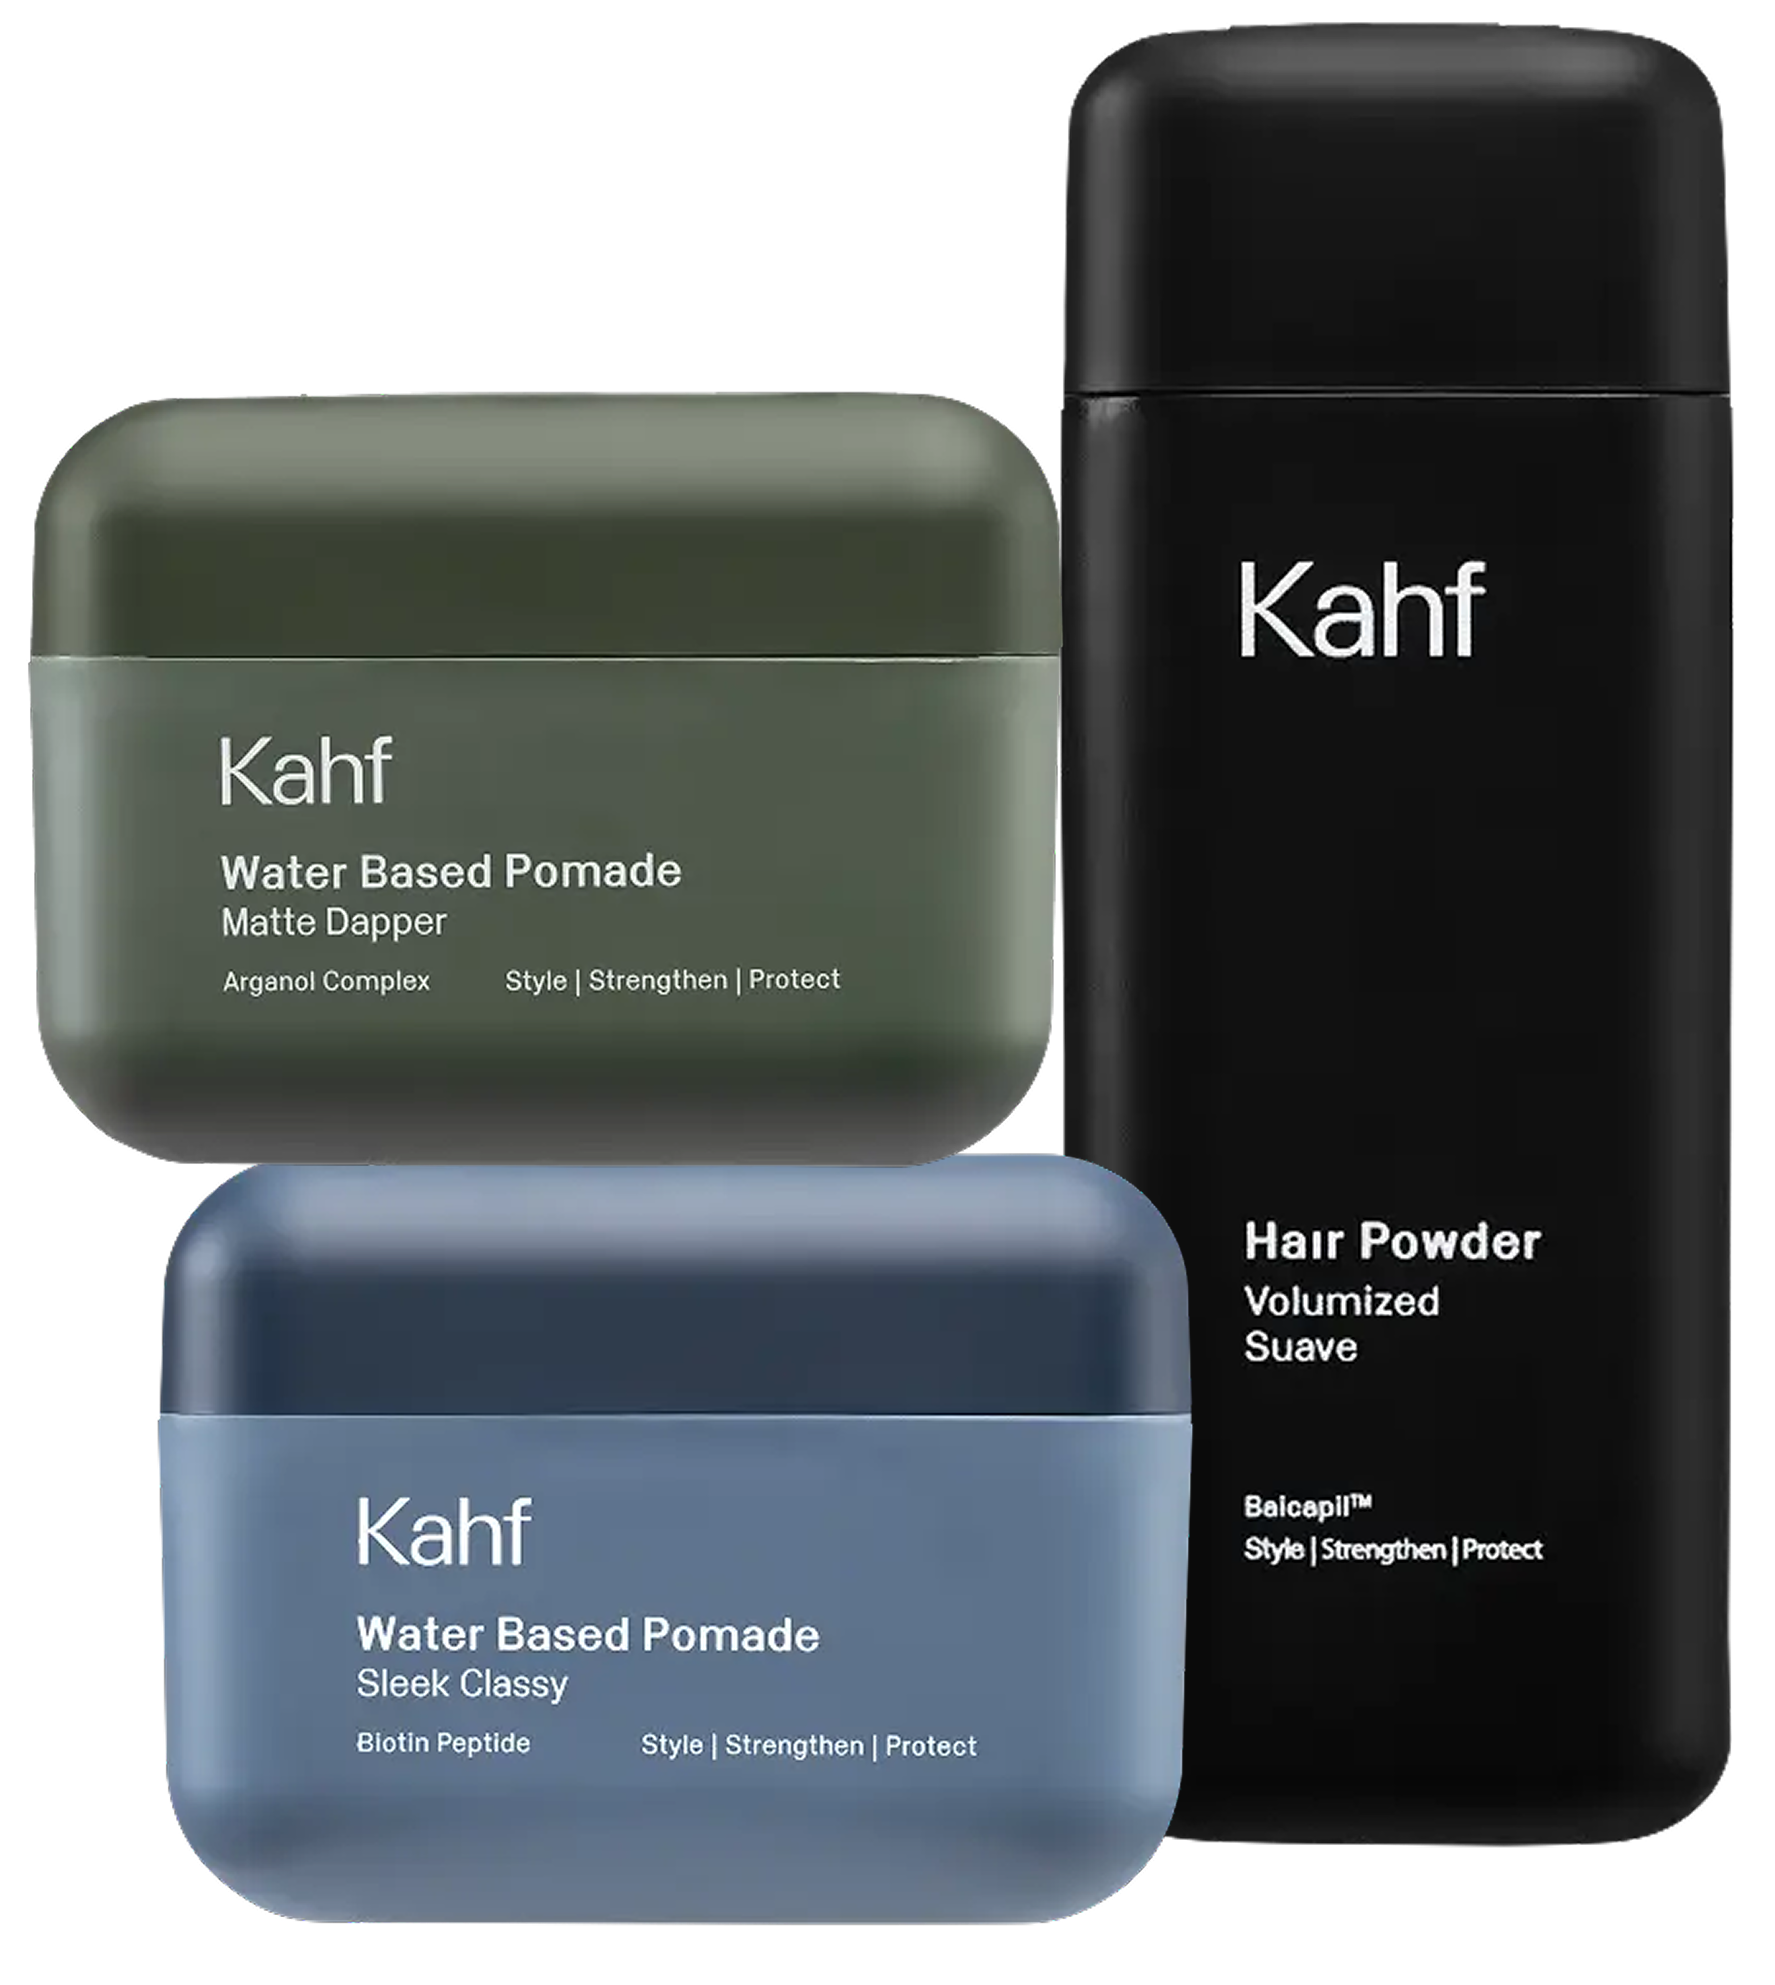 Kahf
Water Based Pomade
Matte Dapper
Arganol Complex Style | Strengthen | Protect
Kahf
Water Based Pomade
Sleek Classy
Biotin Peptide Style | Strengthen | Protect
Kahf
Hair Powder
Volumized
Suave
Baicapil™
Style | Strengthen | Protect